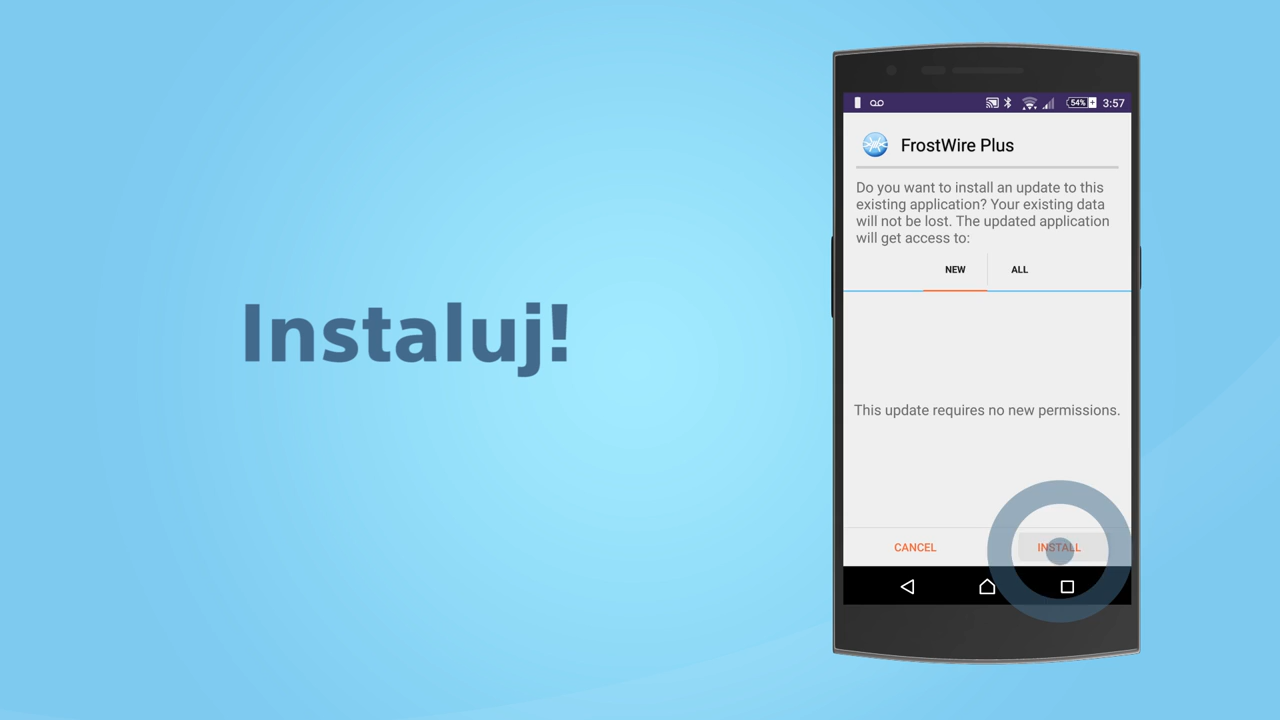 Instaluj!
54%
3:57
FrostWire Plus
Do you want to install an update to this
existing application? Your existing data
will not be lost. The updated application
will get access to:
NEW
ALL
This update requires no new permissions.
CANCEL
INSTALL